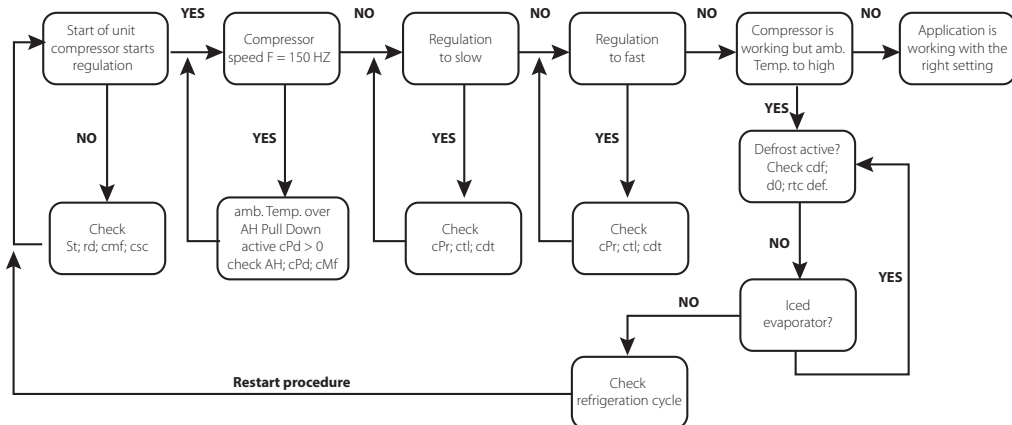 Start of unit
compressor starts
regulation
YES
Compressor
speed F = 150 HZ
NO
Regulation
to slow
NO
Regulation
to fast
NO
Compressor is
working but amb.
Temp. to high
NO
Application is
working with the
right setting
NO
YES
YES
YES
YES
Check
St; rd; cmf; csc
amb. Temp. over
AH Pull Down
active cPd > 0
check AH; cPd; cMf
Check
cPr; ctl; cdt
Check
cPr; ctl; cdt
Defrost active?
Check cdf;
d0; rtc def.
NO
YES
Iced
evaporator?
NO
Check
refrigeration cycle
Restart procedure